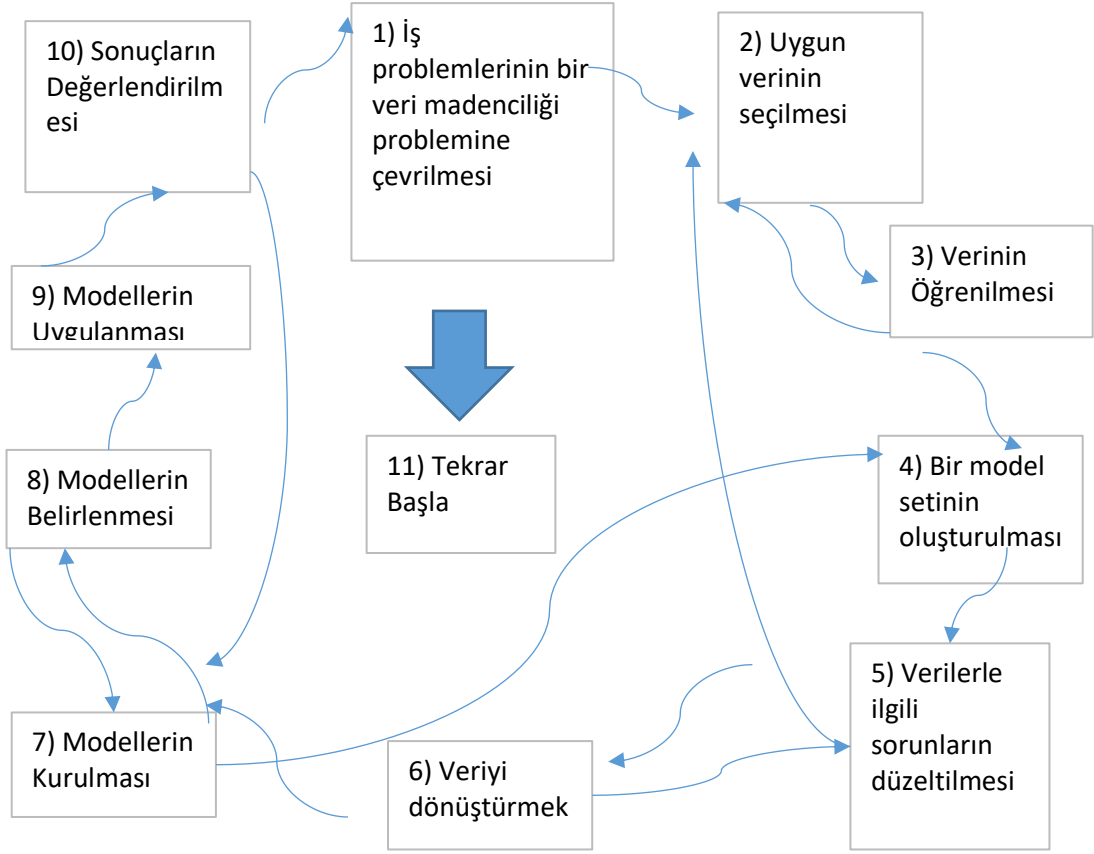 1) İş
problemlerinin bir
veri madenciliği
problemine
çevrilmesi
2) Uygun
verinin
seçilmesi
3) Verinin
Öğrenilmesi
4) Bir model
setinin
oluşturulması
5) Verilerle
ilgili
sorunların
düzeltilmesi
6) Veriyi
dönüştürmek
7) Modellerin
Kurulması
8) Modellerin
Belirlenmesi
9) Modellerin
Uygulanması
10) Sonuçların
Değerlendirilm
esi
11) Tekrar
Başla